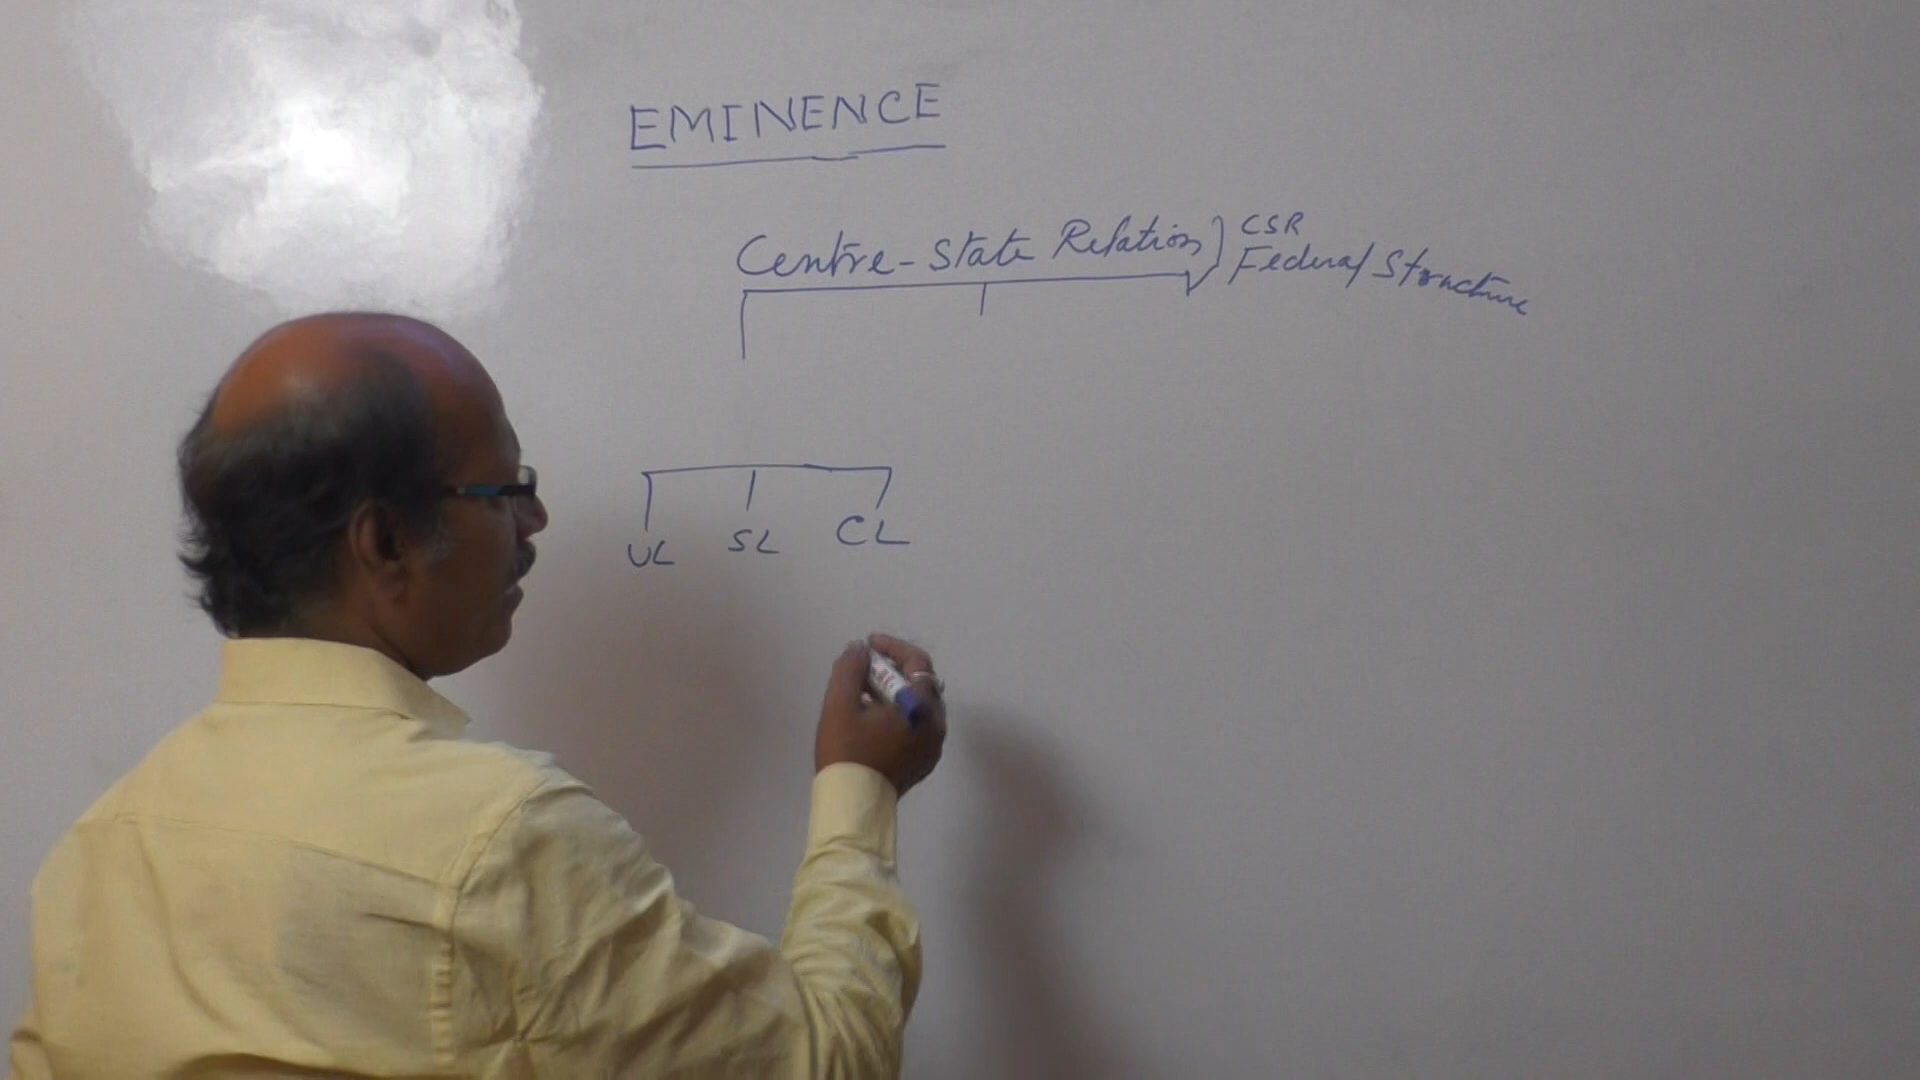 EMINENCE
Centre-State Relation
CSR
Federal Structure
UL SL CL